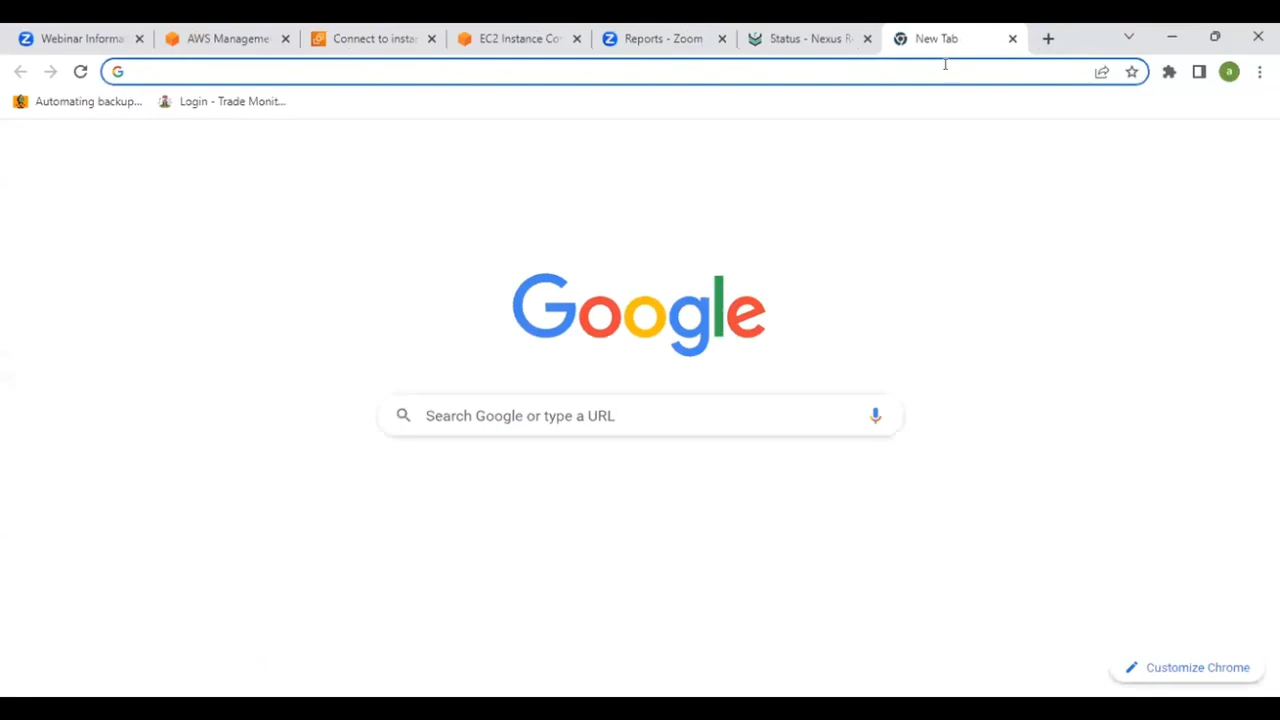 Webinar Informa
AWS Manageme
Connect to instan
EC2 Instance Co
Reports - Zoom
Status - Nexus R
New Tab
Automating backup...
Login - Trade Monit...
a
Google
Search Google or type a URL
Customize Chrome